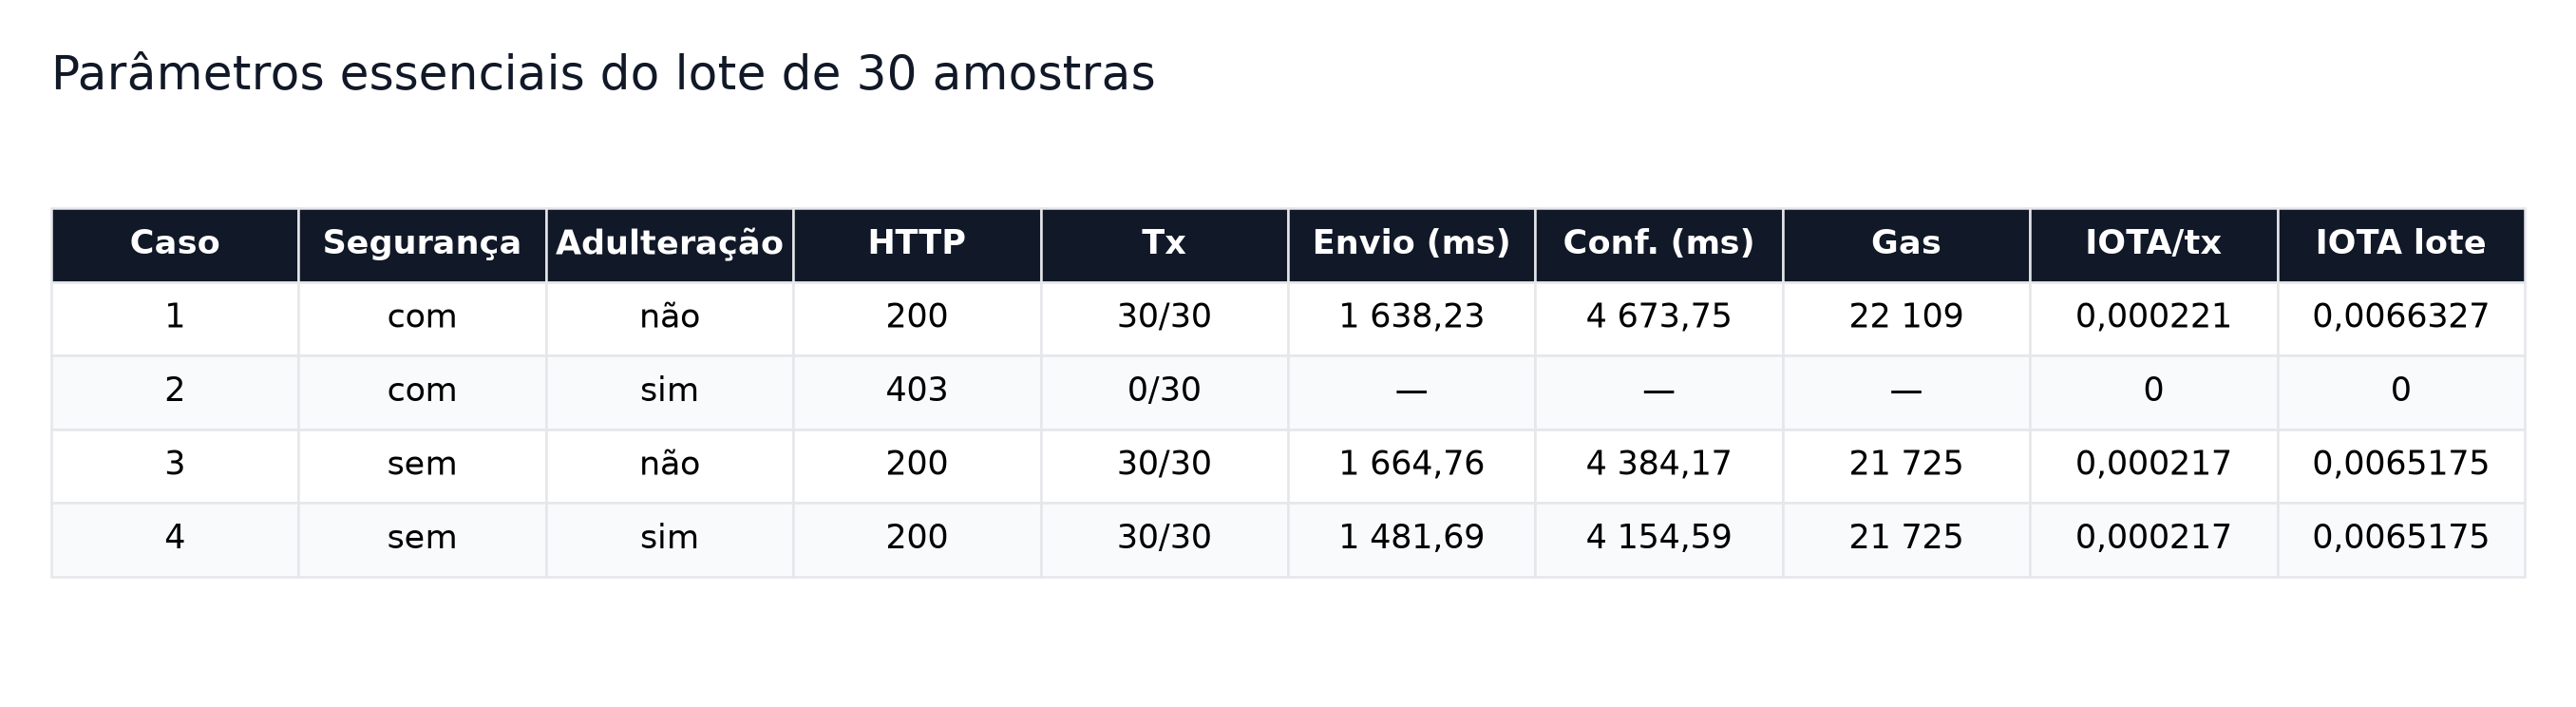 Parâmetros essenciais do lote de 30 amostras
Caso Segurança Adulteração HTTP Tx Envio (ms) Conf. (ms) Gas IOTA/tx IOTA lote
1 com não 200 30/30 1 638,23 4 673,75 22 109 0,000221 0,0066327
2 com sim 403 0/30 — — — 0 0
3 sem não 200 30/30 1 664,76 4 384,17 21 725 0,000217 0,0065175
4 sem sim 200 30/30 1 481,69 4 154,59 21 725 0,000217 0,0065175